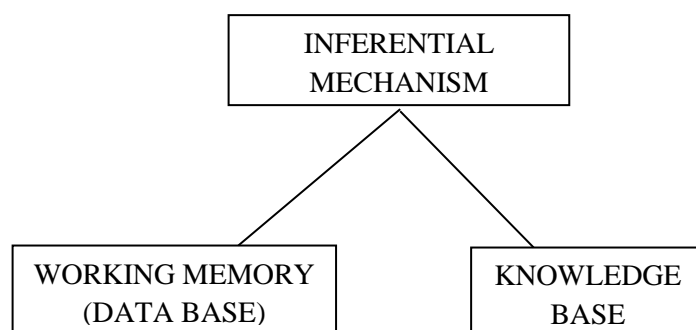 INFERENTIAL
MECHANISM
WORKING MEMORY
(DATA BASE)
KNOWLEDGE
BASE